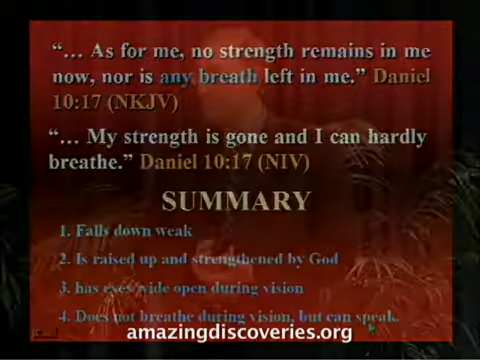 “... As for me, no strength remains in me
now, nor is any breath left in me.” Daniel
10:17 (NKJV)
“... My strength is gone and I can hardly
breathe.” Daniel 10:17 (NIV)
SUMMARY
1. Falls down weak
2. Is raised up and strengthened by God
3. has eyes wide open during vision
4. Does not breathe during vision, but can speak.
amazingdiscoveries.org